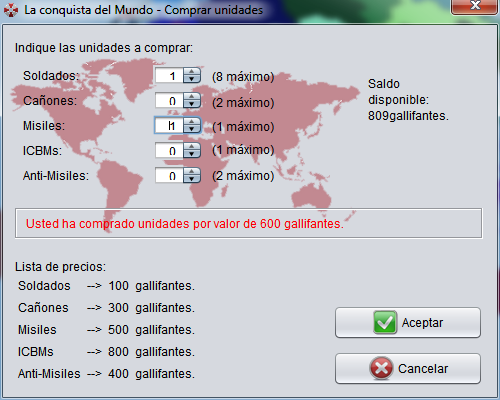 La conquista del Mundo - Comprar unidades
Indique las unidades a comprar:
Soldados: 1 (8 máximo)
Cañones: 0 (2 máximo)
Misiles: 1 (1 máximo)
ICBMs: 0 (1 máximo)
Anti-Misiles: 0 (2 máximo)
Saldo
disponible:
809gallifantes.
Usted ha comprado unidades por valor de 600 gallifantes.
Lista de precios:
Soldados --> 100 gallifantes.
Cañones --> 300 gallifantes.
Misiles --> 500 gallifantes.
ICBMs --> 800 gallifantes.
Anti-Misiles --> 400 gallifantes.
Aceptar
Cancelar